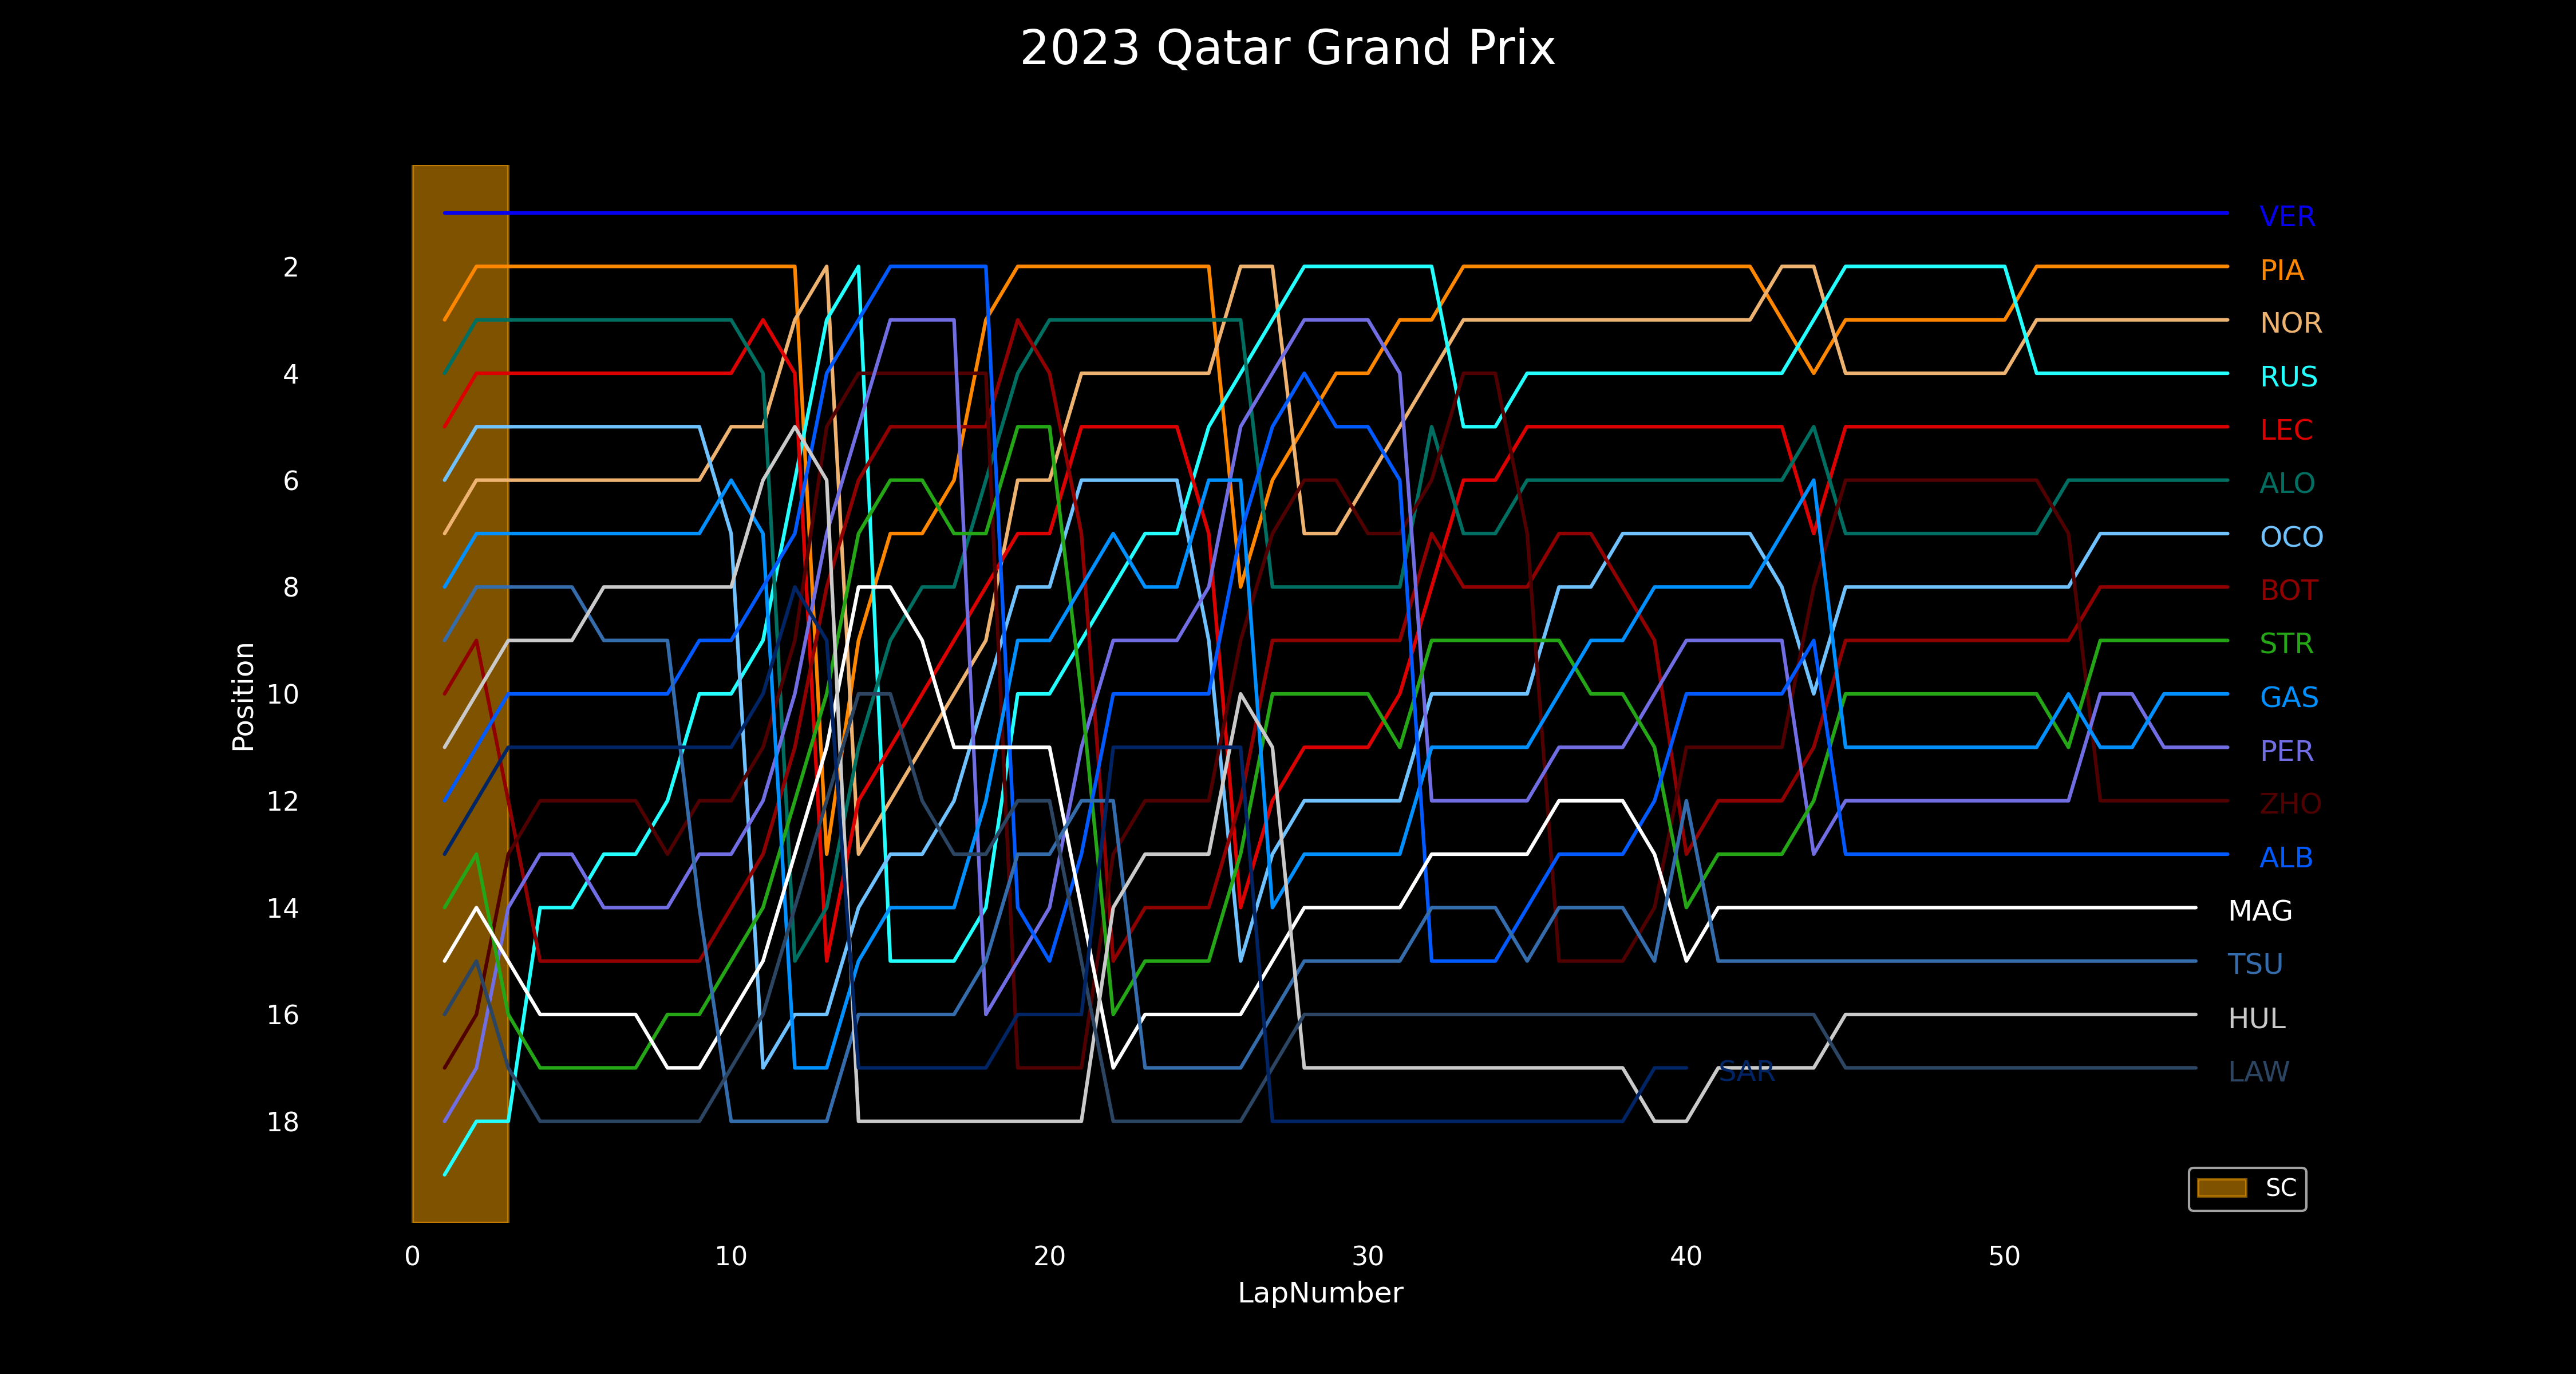 2023 Qatar Grand Prix
VER
2
PIA
NOR
4
RUS
LEC
6
ALO
OCO
8
BOT
STR
Position
10
GAS
PER
12
ZHO
ALB
14
MAG
TSU
16
HUL
SAR
LAW
18
SC
0 10 20 30 40 50
LapNumber